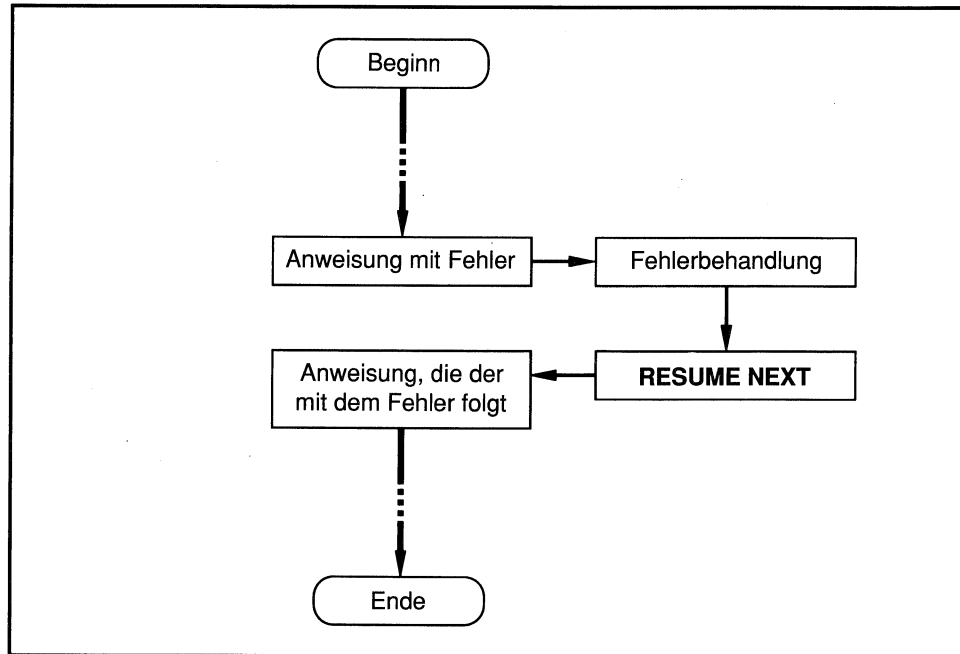 Beginn
Anweisung mit Fehler
Fehlerbehandlung
RESUME NEXT
Anweisung, die der
mit dem Fehler folgt
Ende